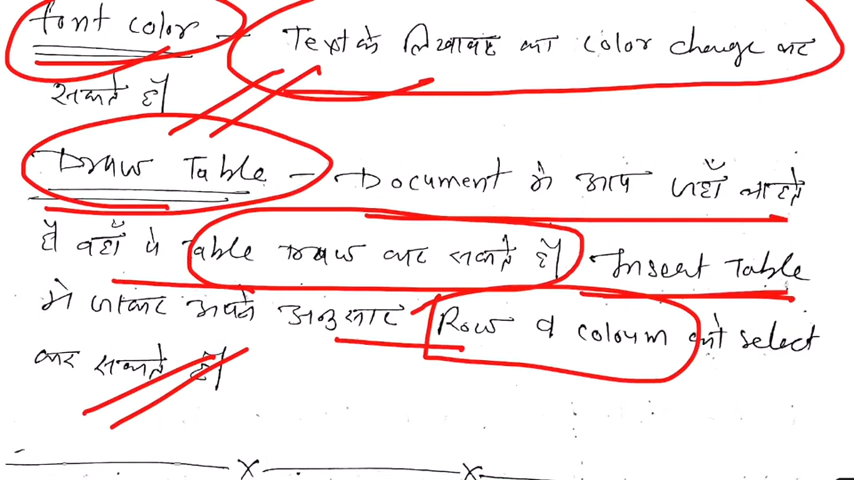 font color - Text के लिखावट का color change कर
सकते हैं।
Draw Table - Document मे आप जहाँ चाहते
हैं वहाँ पे Table Draw कर सकते हैं। Insert Table
मे जाकर अपने अनुसार Row व coloum को select
कर सकते हैं।